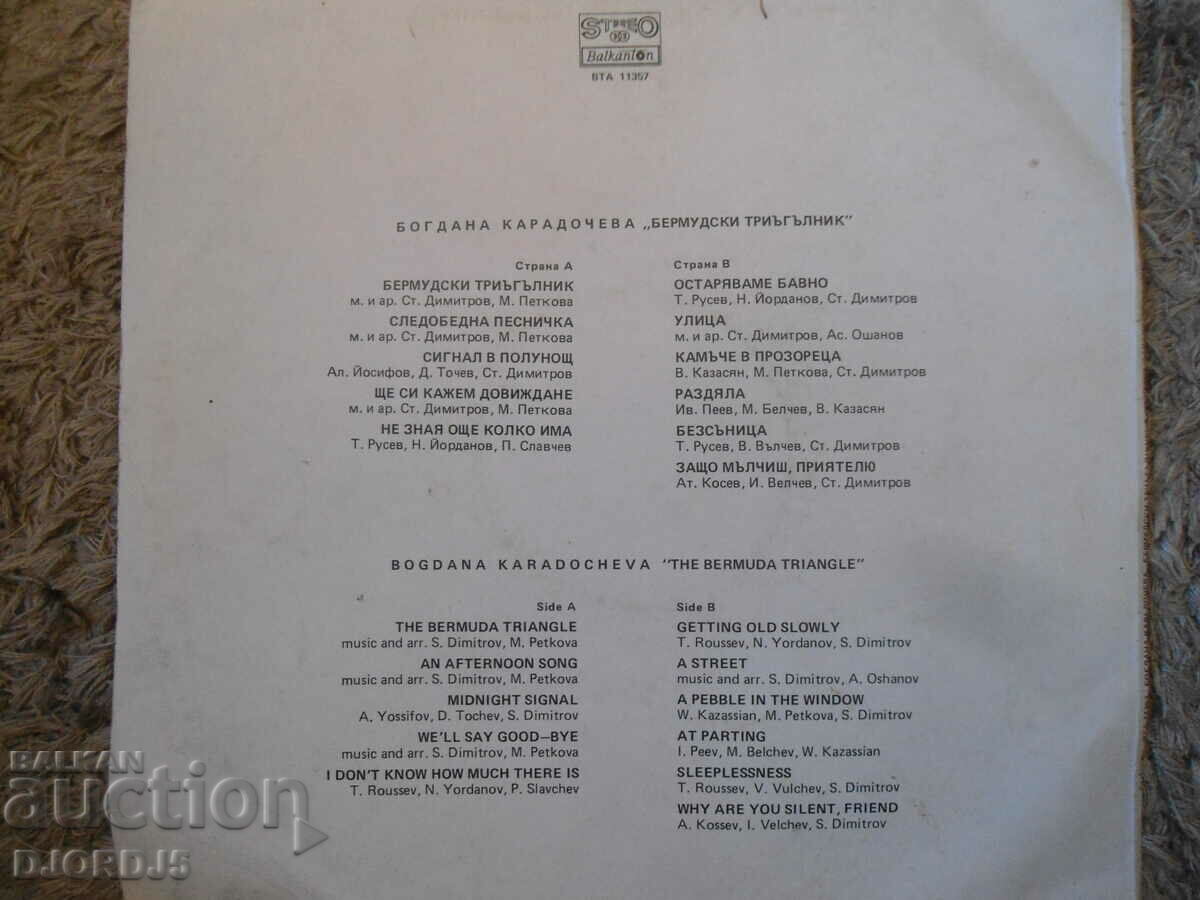 STEREO
Balkanton
ВТА 11357
БОГДАНА КАРАДОЧЕВА „БЕРМУДСКИ ТРИЪГЪЛНИК"
Страна А
БЕРМУДСКИ ТРИЪГЪЛНИК
м. и ар. Ст. Димитров, М. Петкова
СЛЕДОБЕДНА ПЕСНИЧКА
м. и ар. Ст. Димитров, М. Петкова
СИГНАЛ В ПОЛУНОЩ
Ал. Йосифов, Д. Точев, Ст. Димитров
ЩЕ СИ КАЖЕМ ДОВИЖДАНЕ
м. и ар. Ст. Димитров, М. Петкова
НЕ ЗНАЯ ОЩЕ КОЛКО ИМА
Т. Русев, Н. Йорданов, П. Славчев
Страна В
ОСТАРЯВАМЕ БАВНО
Т. Русев, Н. Йорданов, Ст. Димитров
УЛИЦА
м. и ар. Ст. Димитров, Ас. Ошанов
КАМЪЧЕ В ПРОЗОРЕЦА
В. Казасян, М. Петкова, Ст. Димитров
РАЗДЯЛА
Ив. Пеев, М. Белчев, В. Казасян
БЕЗСЪНИЦА
Т. Русев, В. Вълчев, Ст. Димитров
ЗАЩО МЪЛЧИШ, ПРИЯТЕЛЮ
Ат. Косев, И. Велчев, Ст. Димитров
BOGDANA KARADOCHEVA "THE BERMUDA TRIANGLE"
Side A
THE BERMUDA TRIANGLE
music and arr. S. Dimitrov, M. Petkova
AN AFTERNOON SONG
music and arr. S. Dimitrov, M. Petkova
MIDNIGHT SIGNAL
A. Yossifov, D. Tochev, S. Dimitrov
WE'LL SAY GOOD—BYE
music and arr. S. Dimitrov, M. Petkova
I DON'T KNOW HOW MUCH THERE IS
T. Roussev, N. Yordanov, P. Slavchev
Side B
GETTING OLD SLOWLY
T. Roussev, N. Yordanov, S. Dimitrov
A STREET
music and arr. S. Dimitrov, A. Oshanov
A PEBBLE IN THE WINDOW
W. Kazassian, M. Petkova, S. Dimitrov
AT PARTING
I. Peev, M. Belchev, W. Kazassian
SLEEPLESSNESS
T. Roussev, V. Vulchev, S. Dimitrov
WHY ARE YOU SILENT, FRIEND
A. Kossev, I. Velchev, S. Dimitrov
BALKAN
auction
DJORDJ5